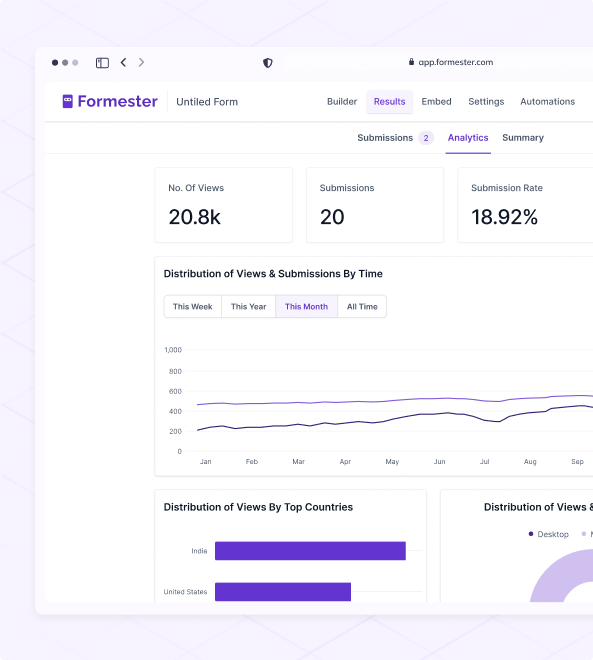 app.formester.com
Formester Untiled Form Builder Results Embed Settings Automations
Submissions 2 Analytics Summary
No. Of Views Submissions Submission Rate
20.8k 20 18.92%
Distribution of Views & Submissions By Time
This Week This Year This Month All Time
1,000
800
600
400
200
0
Jan Feb Mar Apr May Jun Jul Aug Sep
Distribution of Views By Top Countries Distribution of Views &
Desktop
India
United States